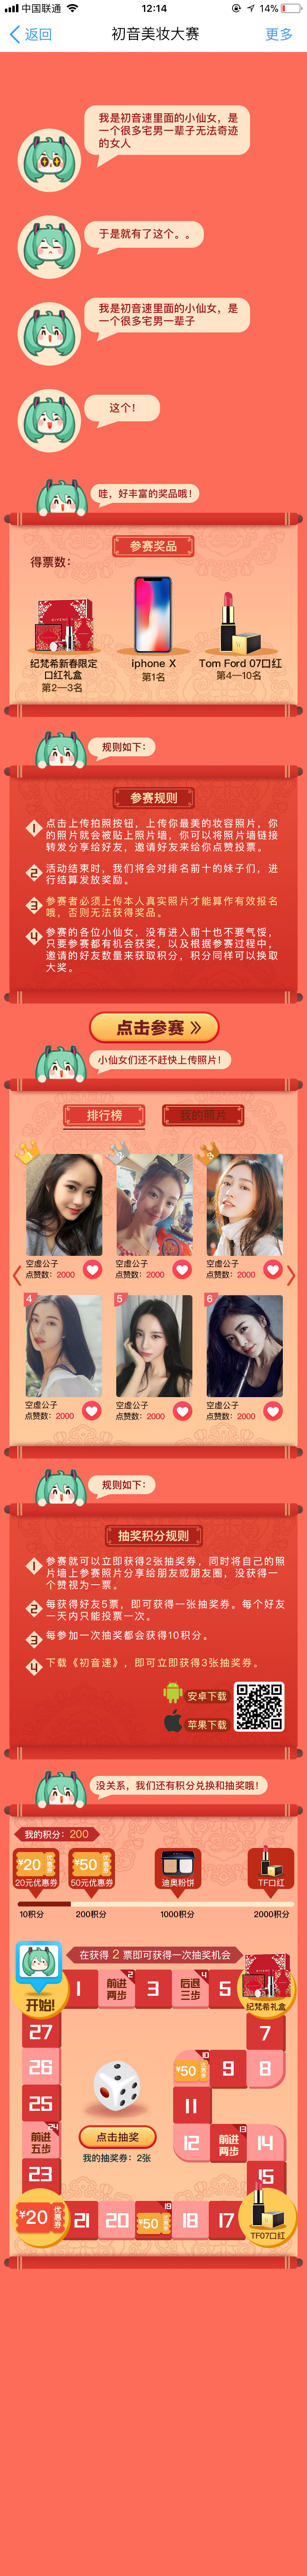 中国联通
12:14
14%
返回
初音美妆大赛
更多
我是初音速里面的小仙女，是
一个很多宅男一辈子无法奇迹
的女人
于是就有了这个。。
我是初音速里面的小仙女，是
一个很多宅男一辈子
这个！
哇，好丰富的奖品哦！
参赛奖品
得票数：
纪梵希新春限定
口红礼盒
第2—3名
iphone X
第1名
Tom Ford 07口红
第4—10名
规则如下：
参赛规则
1 点击上传拍照按钮，上传你最美的妆容照片，你
的照片就会被贴上照片墙，你可以将照片墙链接
转发分享给好友，邀请好友来给你点赞投票。
2 活动结束时，我们将会对排名前十的妹子们，进
行结算发放奖励。
3 参赛者必须上传本人真实照片才能算作有效报名
哦，否则无法获得奖品。
4 参赛的各位小仙女，没有进入前十也不要气馁，
只要参赛都有机会获奖，以及根据参赛过程中，
邀请的好友数量来获取积分，积分同样可以换取
大奖。
点击参赛
小仙女们还不赶快上传照片！
排行榜
我的照片
1
2
3
空虚公子
点赞数：2000
空虚公子
点赞数：2000
空虚公子
点赞数：2000
4
5
6
空虚公子
点赞数：2000
空虚公子
点赞数：2000
空虚公子
点赞数：2000
规则如下：
抽奖积分规则
1 参赛就可以立即获得2张抽奖券，同时将自己的照
片墙上参赛照片分享给朋友或朋友圈，没获得一
个赞视为一票。
2 每获得好友5票，即可获得一张抽奖券。每个好友
一天内只能投票一次。
3 每参加一次抽奖都会获得10积分。
4 下载《初音速》，即可立即获得3张抽奖券。
安卓下载
苹果下载
没关系，我们还有积分兑换和抽奖哦！
我的积分：200
¥20 优惠券
20元优惠券
¥50 优惠券
50元优惠券
迪奥粉饼
TF口红
10积分
200积分
1000积分
2000积分
在获得 2 票即可获得一次抽奖机会
开始!
1
2
前进
两步
3
4
后退
三步
5
纪梵希礼盒
27
7
26
10
¥50 优惠券
9
8
25
11
24
前进
五步
点击抽奖
我的抽奖券：2张
12
13
前进
两步
14
23
15
¥20 优惠券
21
20
19
¥50 优惠券
18
17
TF07口红